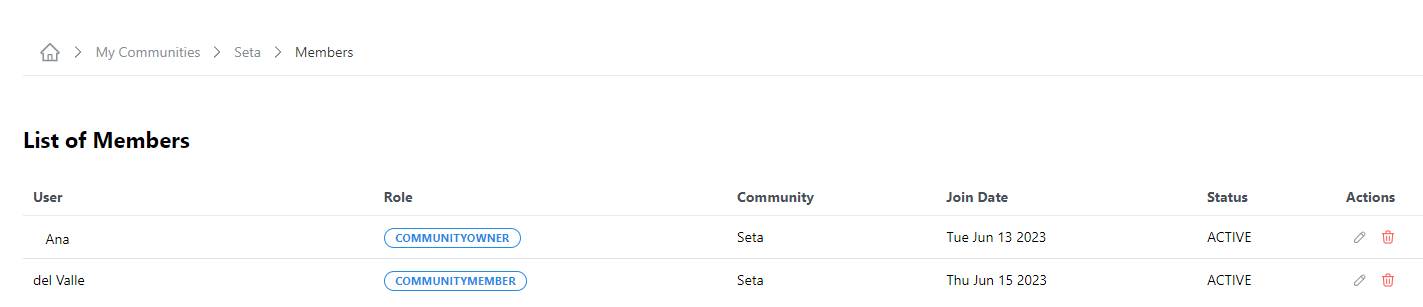 My Communities Seta Members
List of Members
User Role Community Join Date Status Actions
Ana COMMUNITYOWNER Seta Tue Jun 13 2023 ACTIVE
del Valle COMMUNITYMEMBER Seta Thu Jun 15 2023 ACTIVE